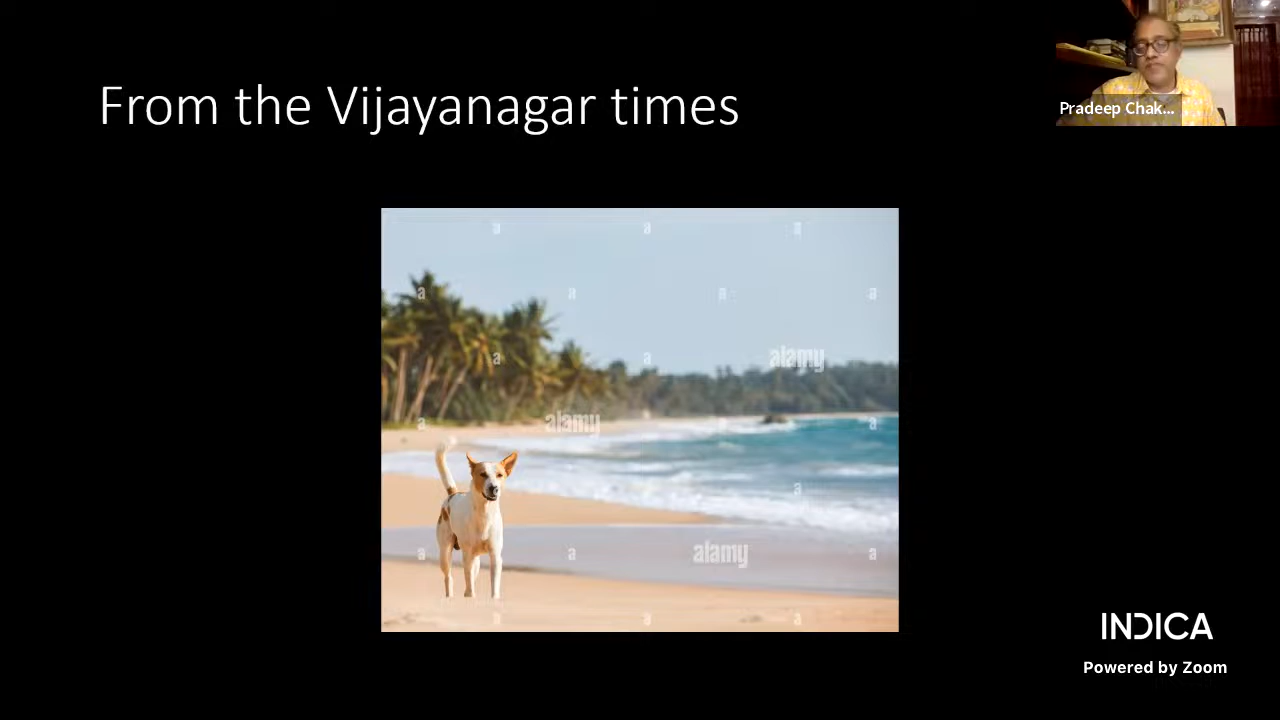 From the Vijayanagar times
Pradeep Chak...
a a a
a a a a
a a alamy
a alamy a a
a
a a alamy a
a a a
INDICA
Powered by Zoom